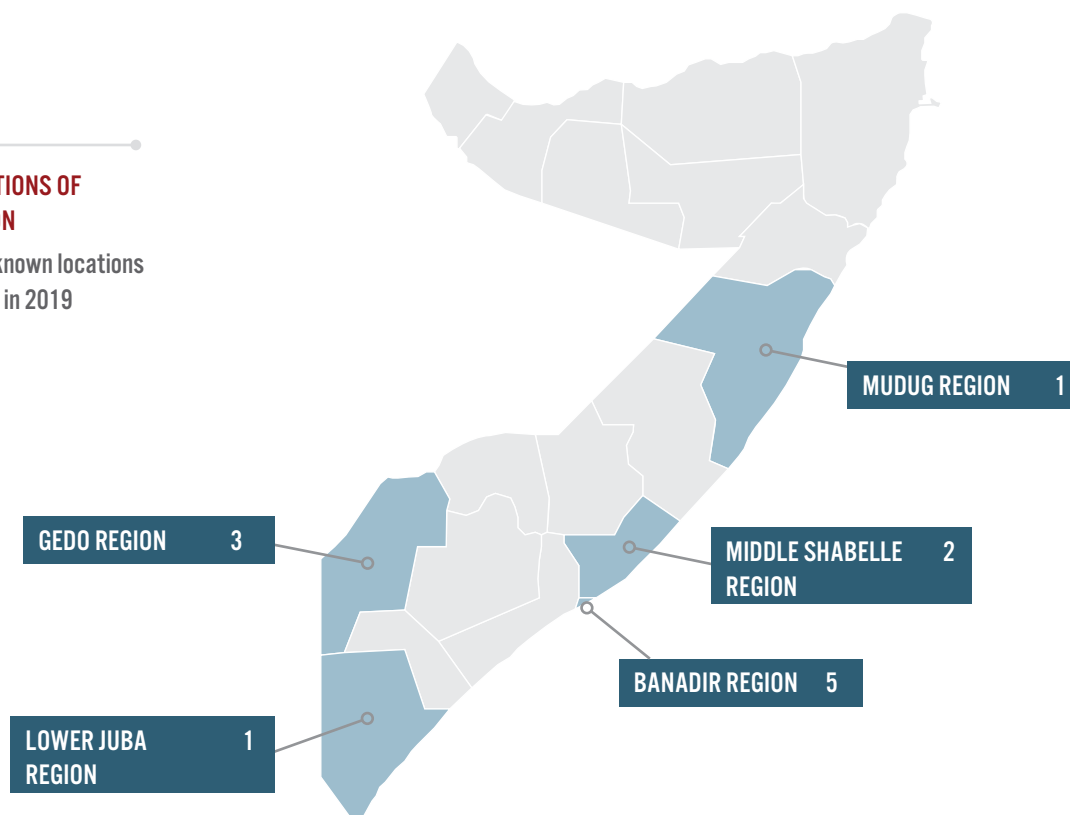 TIONS OF
ON
known locations
in 2019
MUDUG REGION 1
GEDO REGION 3
MIDDLE SHABELLE 2
REGION
BANADIR REGION 5
LOWER JUBA 1
REGION